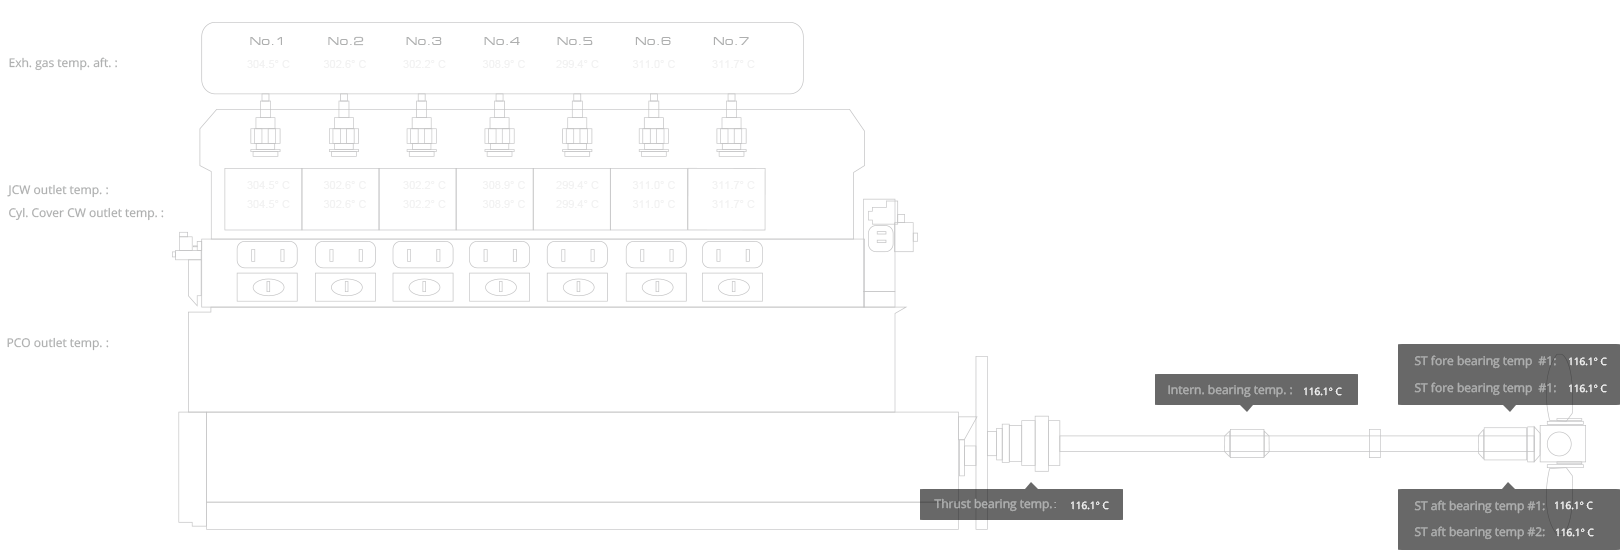 No.1 No.2 No.3 No.4 No.5 No.6 No.7
Exh. gas temp. aft. : 304.5° C 302.6° C 302.2° C 308.9° C 299.4° C 311.0° C 311.7° C
JCW outlet temp. : 304.5° C 302.6° C 302.2° C 308.9° C 299.4° C 311.0° C 311.7° C
Cyl. Cover CW outlet temp. : 304.5° C 302.6° C 302.2° C 308.9° C 299.4° C 311.0° C 311.7° C
PCO outlet temp. :
ST fore bearing temp #1: 116.1° C
ST fore bearing temp #1: 116.1° C
Intern. bearing temp. : 116.1° C
Thrust bearing temp.: 116.1° C
ST aft bearing temp #1: 116.1° C
ST aft bearing temp #2: 116.1° C